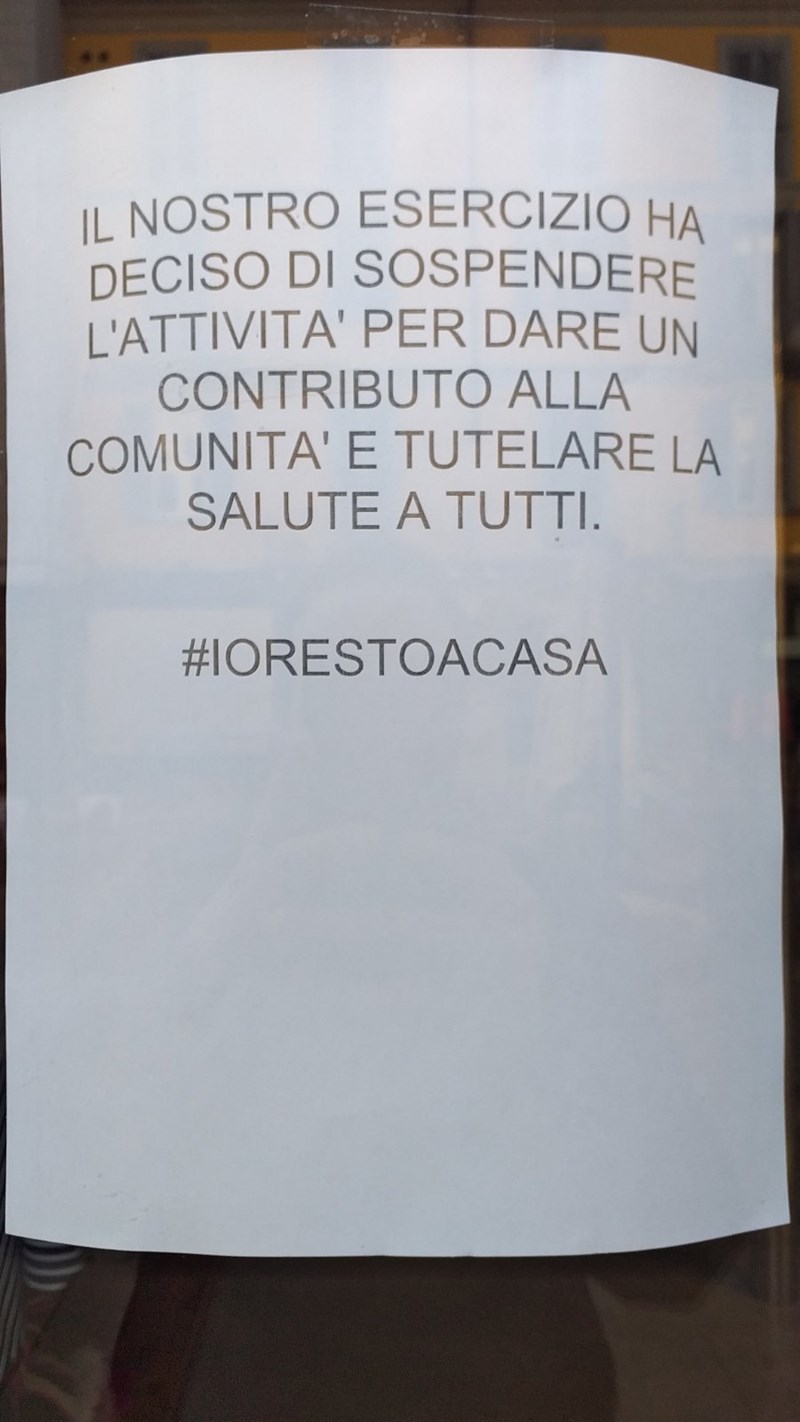 IL NOSTRO ESERCIZIO HA
DECISO DI SOSPENDERE
L'ATTIVITA' PER DARE UN
CONTRIBUTO ALLA
COMUNITA' E TUTELARE LA
SALUTE A TUTTI.
#IORESTOACASA